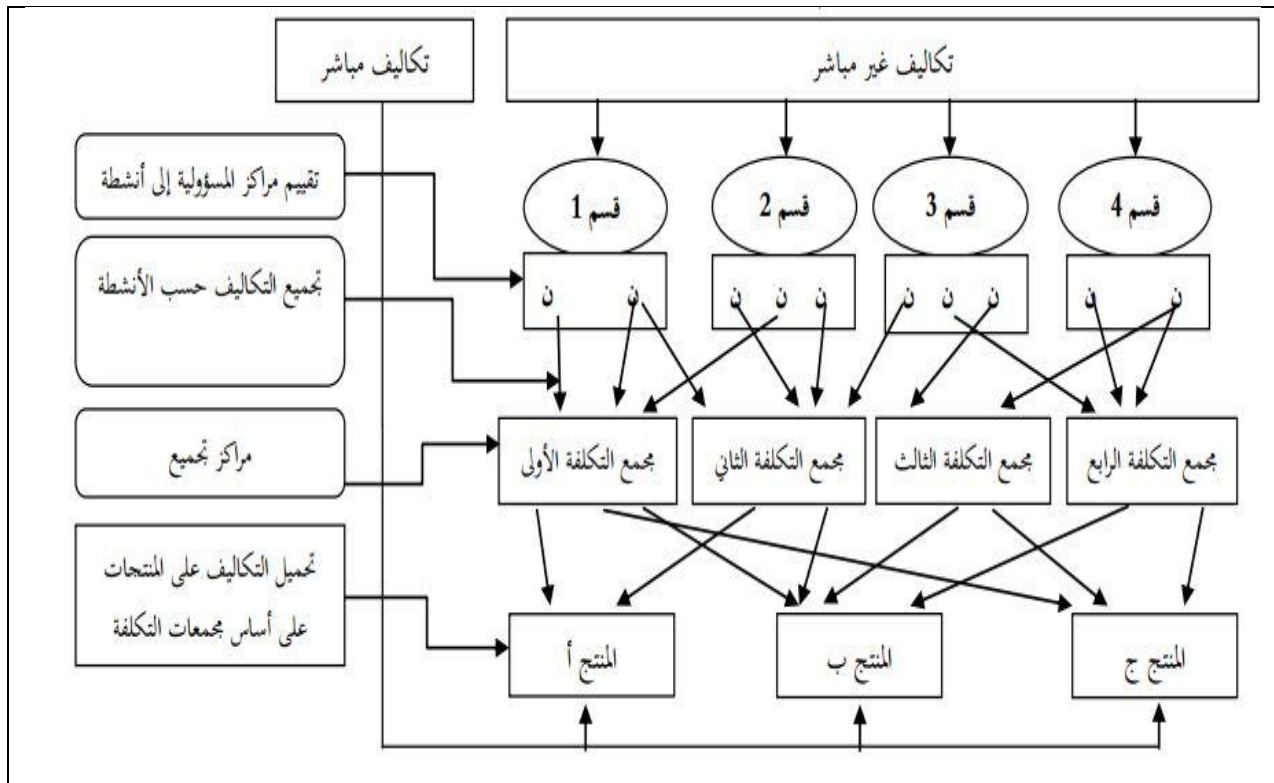 تكاليف غير مباشر
تكاليف مباشر
قسم 4
قسم 3
قسم 2
قسم 1
تقييم مراكز المسؤولية إلى أنشطة
ن ن
ن ن ن
ن ن ن
ن ن
تجميع التكاليف حسب الأنشطة
مجمع التكلفة الرابع
مجمع التكلفة الثالث
مجمع التكلفة الثاني
مجمع التكلفة الأولى
مراكز تجميع
تحميل التكاليف على المنتجات
على أساس مجمعات التكلفة
المنتج ج
المنتج ب
المنتج أ